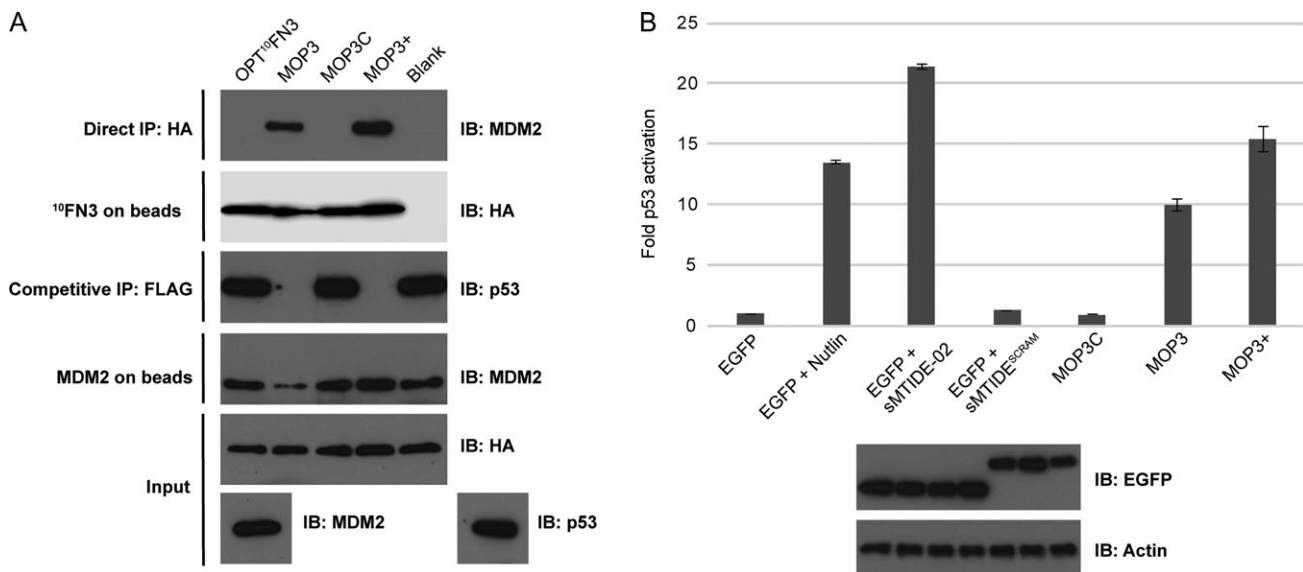 A
OPT¹⁰FN3
MOP3
MOP3C
MOP3+
Blank
Direct IP: HA
IB: MDM2
¹⁰FN3 on beads
IB: HA
Competitive IP: FLAG
IB: p53
MDM2 on beads
IB: MDM2
Input
IB: HA
IB: MDM2
IB: p53
B
Fold p53 activation
25
20
15
10
5
0
EGFP
EGFP + Nutlin
EGFP +
sMTIDE-02
EGFP +
sMTIDE^SCRAM
MOP3C
MOP3
MOP3+
IB: EGFP
IB: Actin